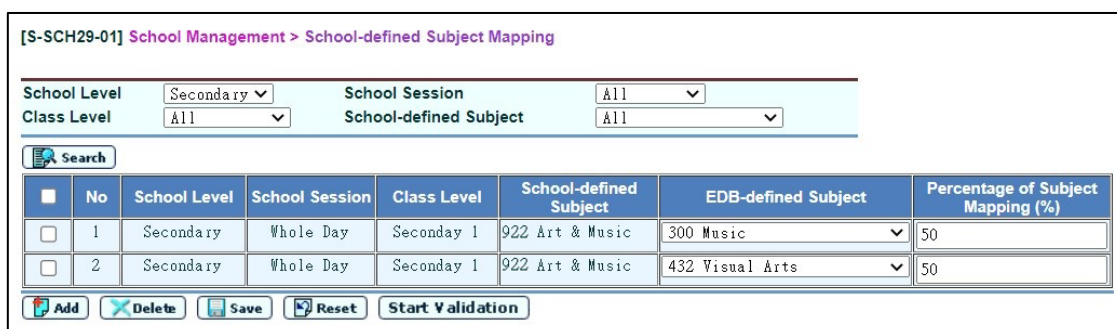 [S-SCH29-01] School Management > School-defined Subject Mapping
School Level Secondary School Session All
Class Level All School-defined Subject All
Search
No School Level School Session Class Level School-defined Subject EDB-defined Subject Percentage of Subject Mapping (%)
1 Secondary Whole Day Seconday 1 922 Art & Music 300 Music 50
2 Secondary Whole Day Seconday 1 922 Art & Music 432 Visual Arts 50
Add Delete Save Reset Start Validation